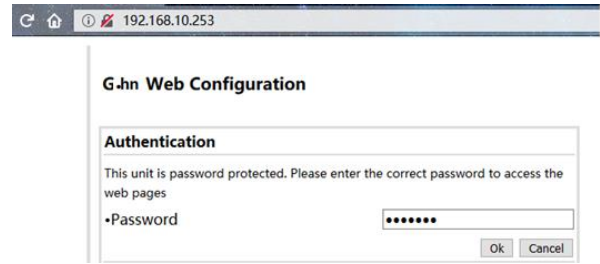 192.168.10.253
G.hn Web Configuration
Authentication
This unit is password protected. Please enter the correct password to access the
web pages
•Password •••••••
Ok Cancel